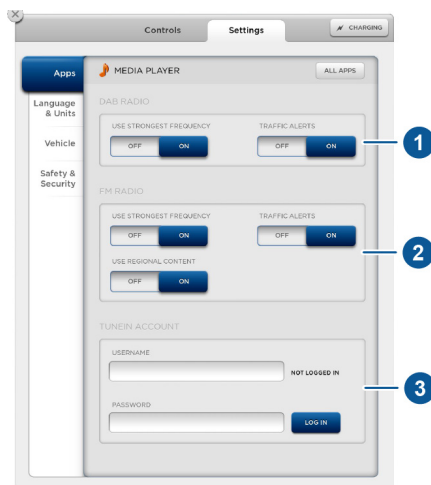 Controls
Settings
CHARGING
Apps
MEDIA PLAYER
ALL APPS
Language
& Units
Vehicle
Safety &
Security
DAB RADIO
USE STRONGEST FREQUENCY
TRAFFIC ALERTS
OFF ON
OFF ON
1
FM RADIO
USE STRONGEST FREQUENCY
TRAFFIC ALERTS
OFF ON
OFF ON
2
USE REGIONAL CONTENT
OFF ON
TUNEIN ACCOUNT
USERNAME
NOT LOGGED IN
3
PASSWORD
LOG IN